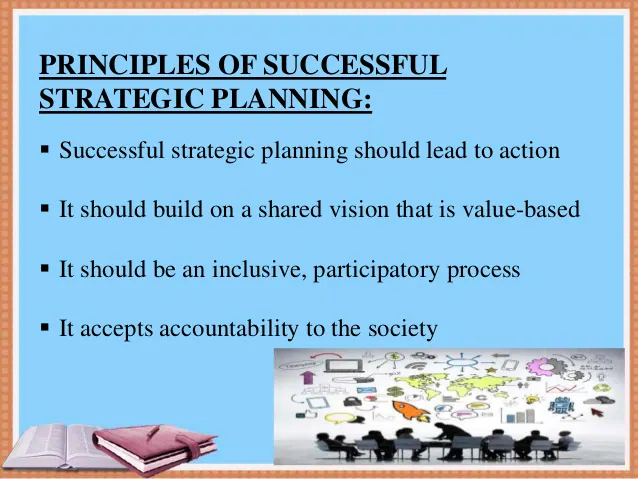 PRINCIPLES OF SUCCESSFUL
STRATEGIC PLANNING:
▪ Successful strategic planning should lead to action
▪ It should build on a shared vision that is value-based
▪ It should be an inclusive, participatory process
▪ It accepts accountability to the society